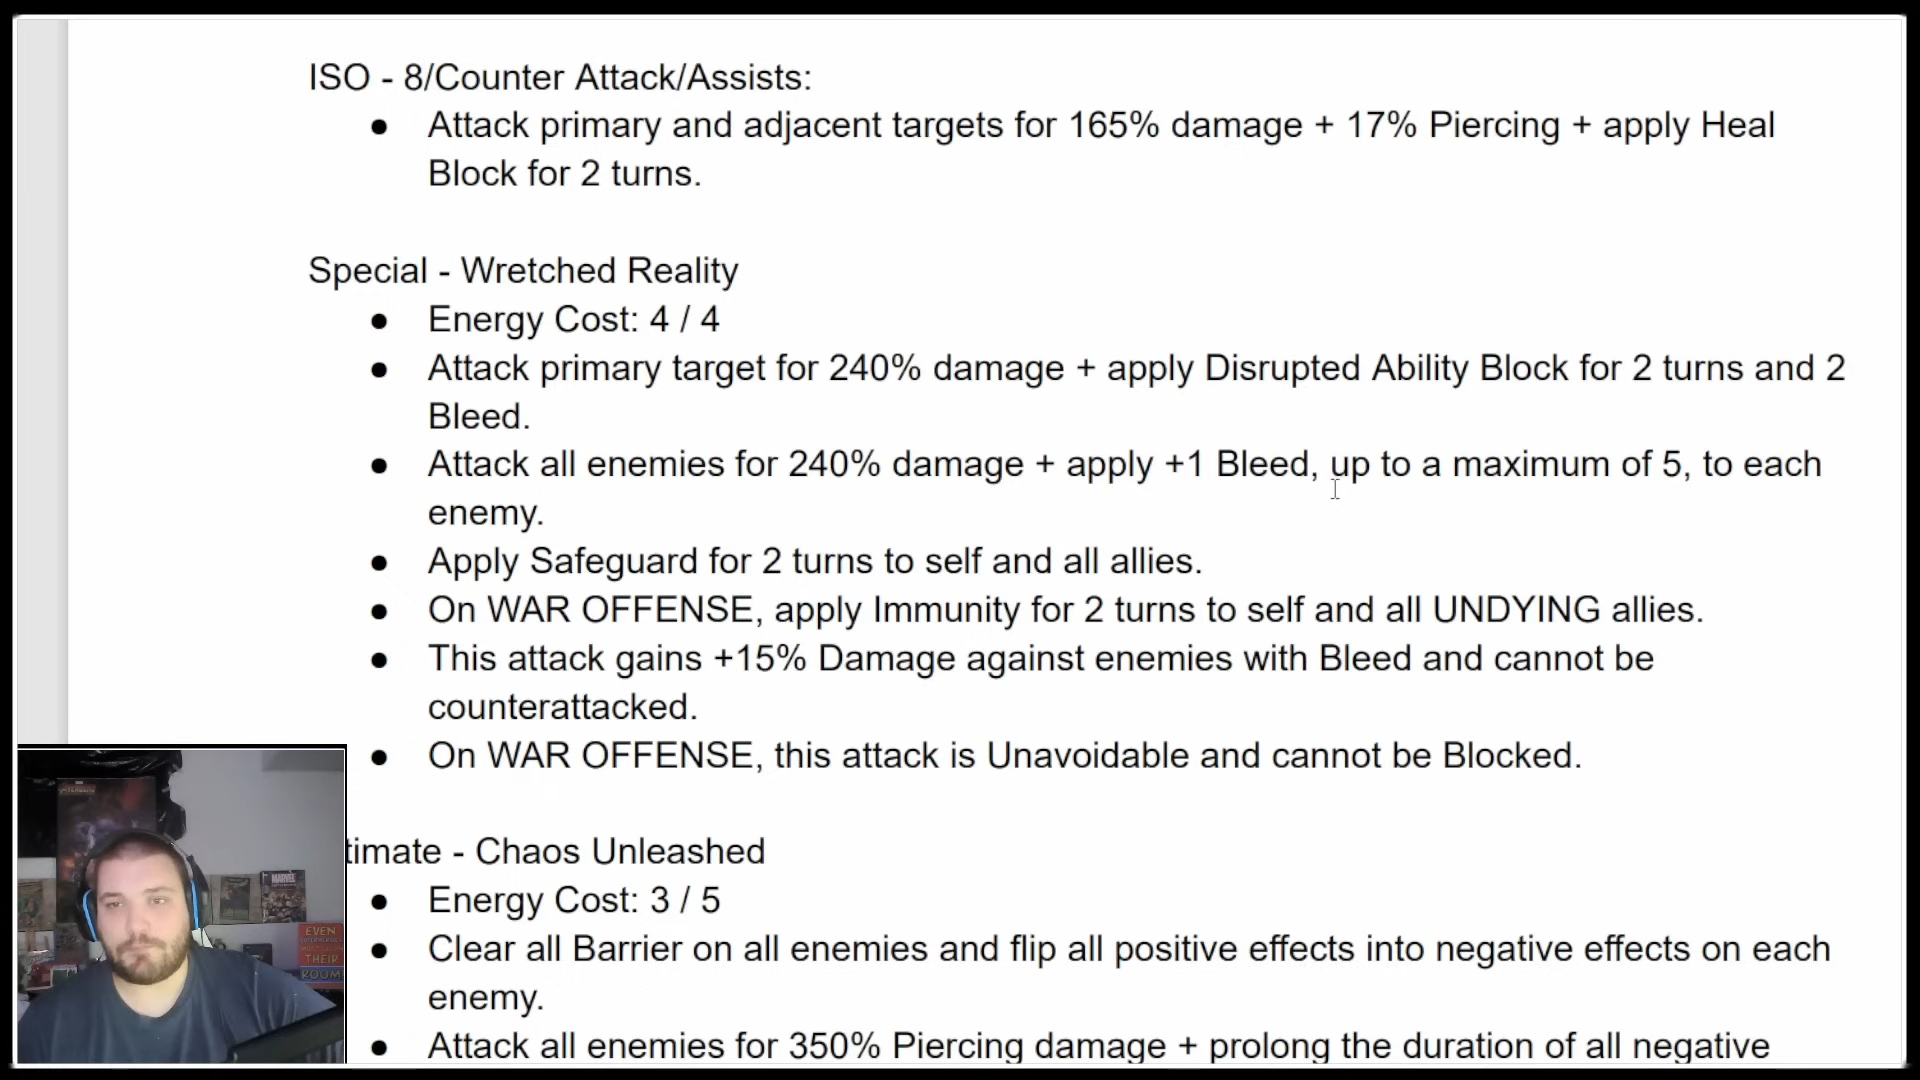 ISO - 8/Counter Attack/Assists:
● Attack primary and adjacent targets for 165% damage + 17% Piercing + apply Heal
Block for 2 turns.
Special - Wretched Reality
● Energy Cost: 4 / 4
● Attack primary target for 240% damage + apply Disrupted Ability Block for 2 turns and 2
Bleed.
● Attack all enemies for 240% damage + apply +1 Bleed, up to a maximum of 5, to each
enemy.
● Apply Safeguard for 2 turns to self and all allies.
● On WAR OFFENSE, apply Immunity for 2 turns to self and all UNDYING allies.
● This attack gains +15% Damage against enemies with Bleed and cannot be
counterattacked.
● On WAR OFFENSE, this attack is Unavoidable and cannot be Blocked.
timate - Chaos Unleashed
● Energy Cost: 3 / 5
● Clear all Barrier on all enemies and flip all positive effects into negative effects on each
enemy.
● Attack all enemies for 350% Piercing damage + prolong the duration of all negative
MARVEL
EVEN
THEIR
ROOM